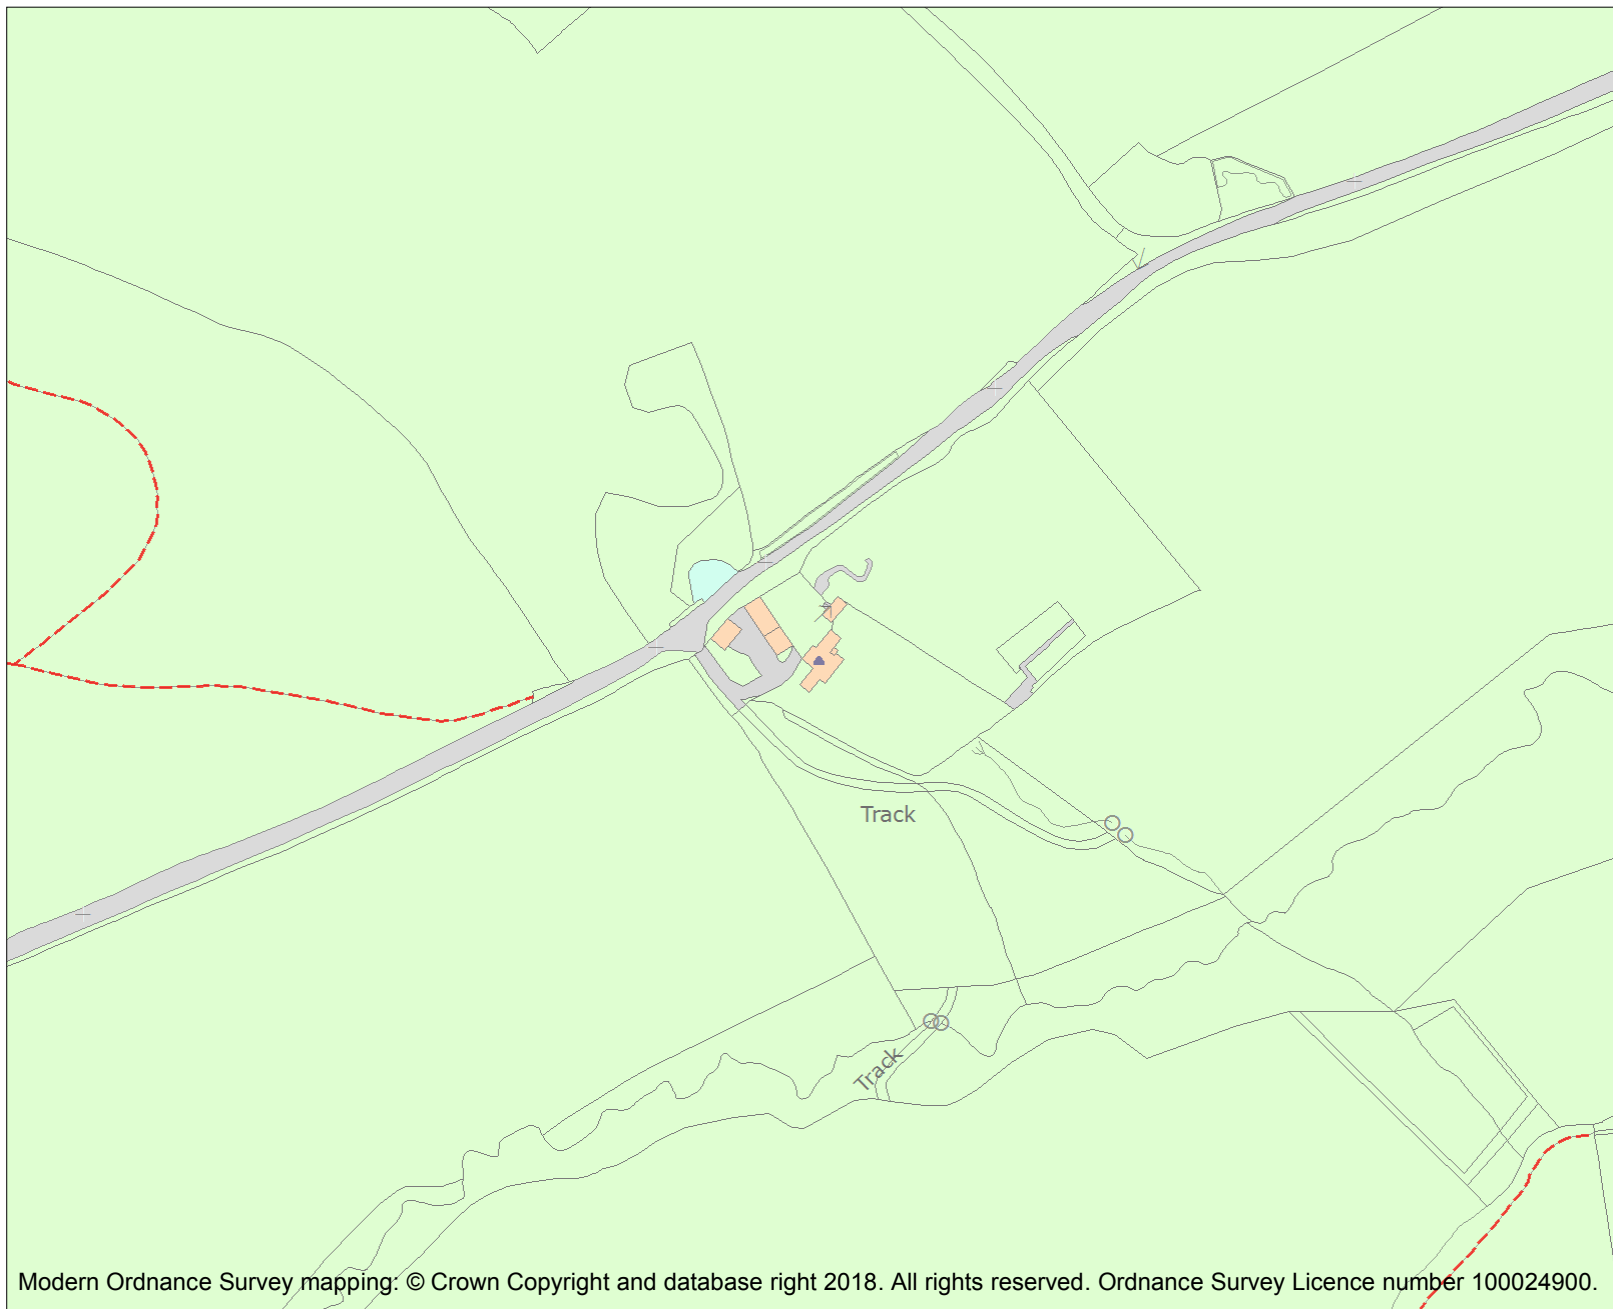 Track
Track
Modern Ordnance Survey mapping: © Crown Copyright and database right 2018. All rights reserved. Ordnance Survey Licence number 100024900.